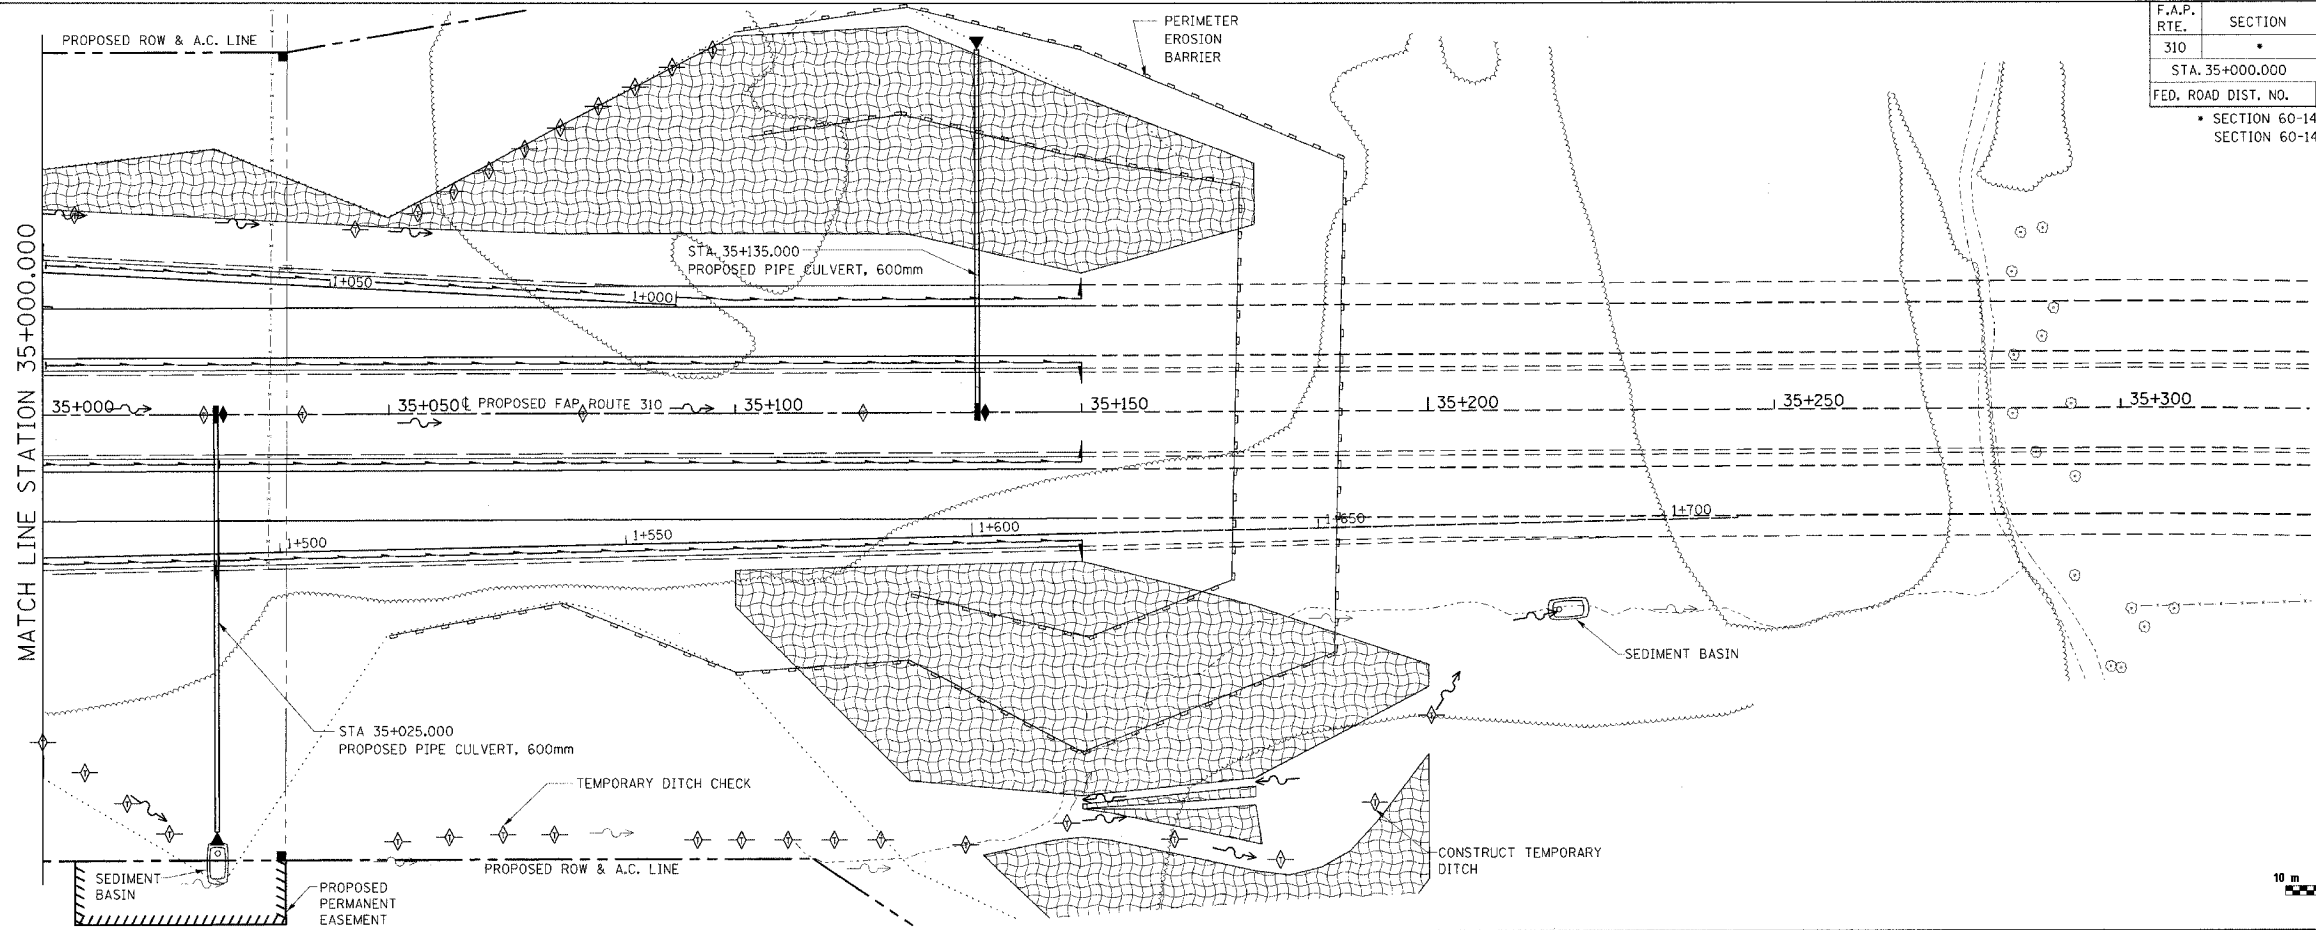 PROPOSED ROW & A.C. LINE
PERIMETER
EROSION
BARRIER
F.A.P.
RTE.
SECTION
310
*
STA. 35+000.000
FED. ROAD DIST. NO.
* SECTION 60-14
SECTION 60-14
MATCH LINE STATION 35+000.000
STA. 35+135.000
PROPOSED PIPE CULVERT, 600mm
1+050
1+000
35+000
35+050
℄ PROPOSED FAP ROUTE 310
35+100
35+150
35+200
35+250
35+300
1+500
1+550
1+600
1+650
1+700
SEDIMENT BASIN
STA 35+025.000
PROPOSED PIPE CULVERT, 600mm
TEMPORARY DITCH CHECK
PROPOSED ROW & A.C. LINE
CONSTRUCT TEMPORARY
DITCH
SEDIMENT
BASIN
PROPOSED
PERMANENT
EASEMENT
10 m